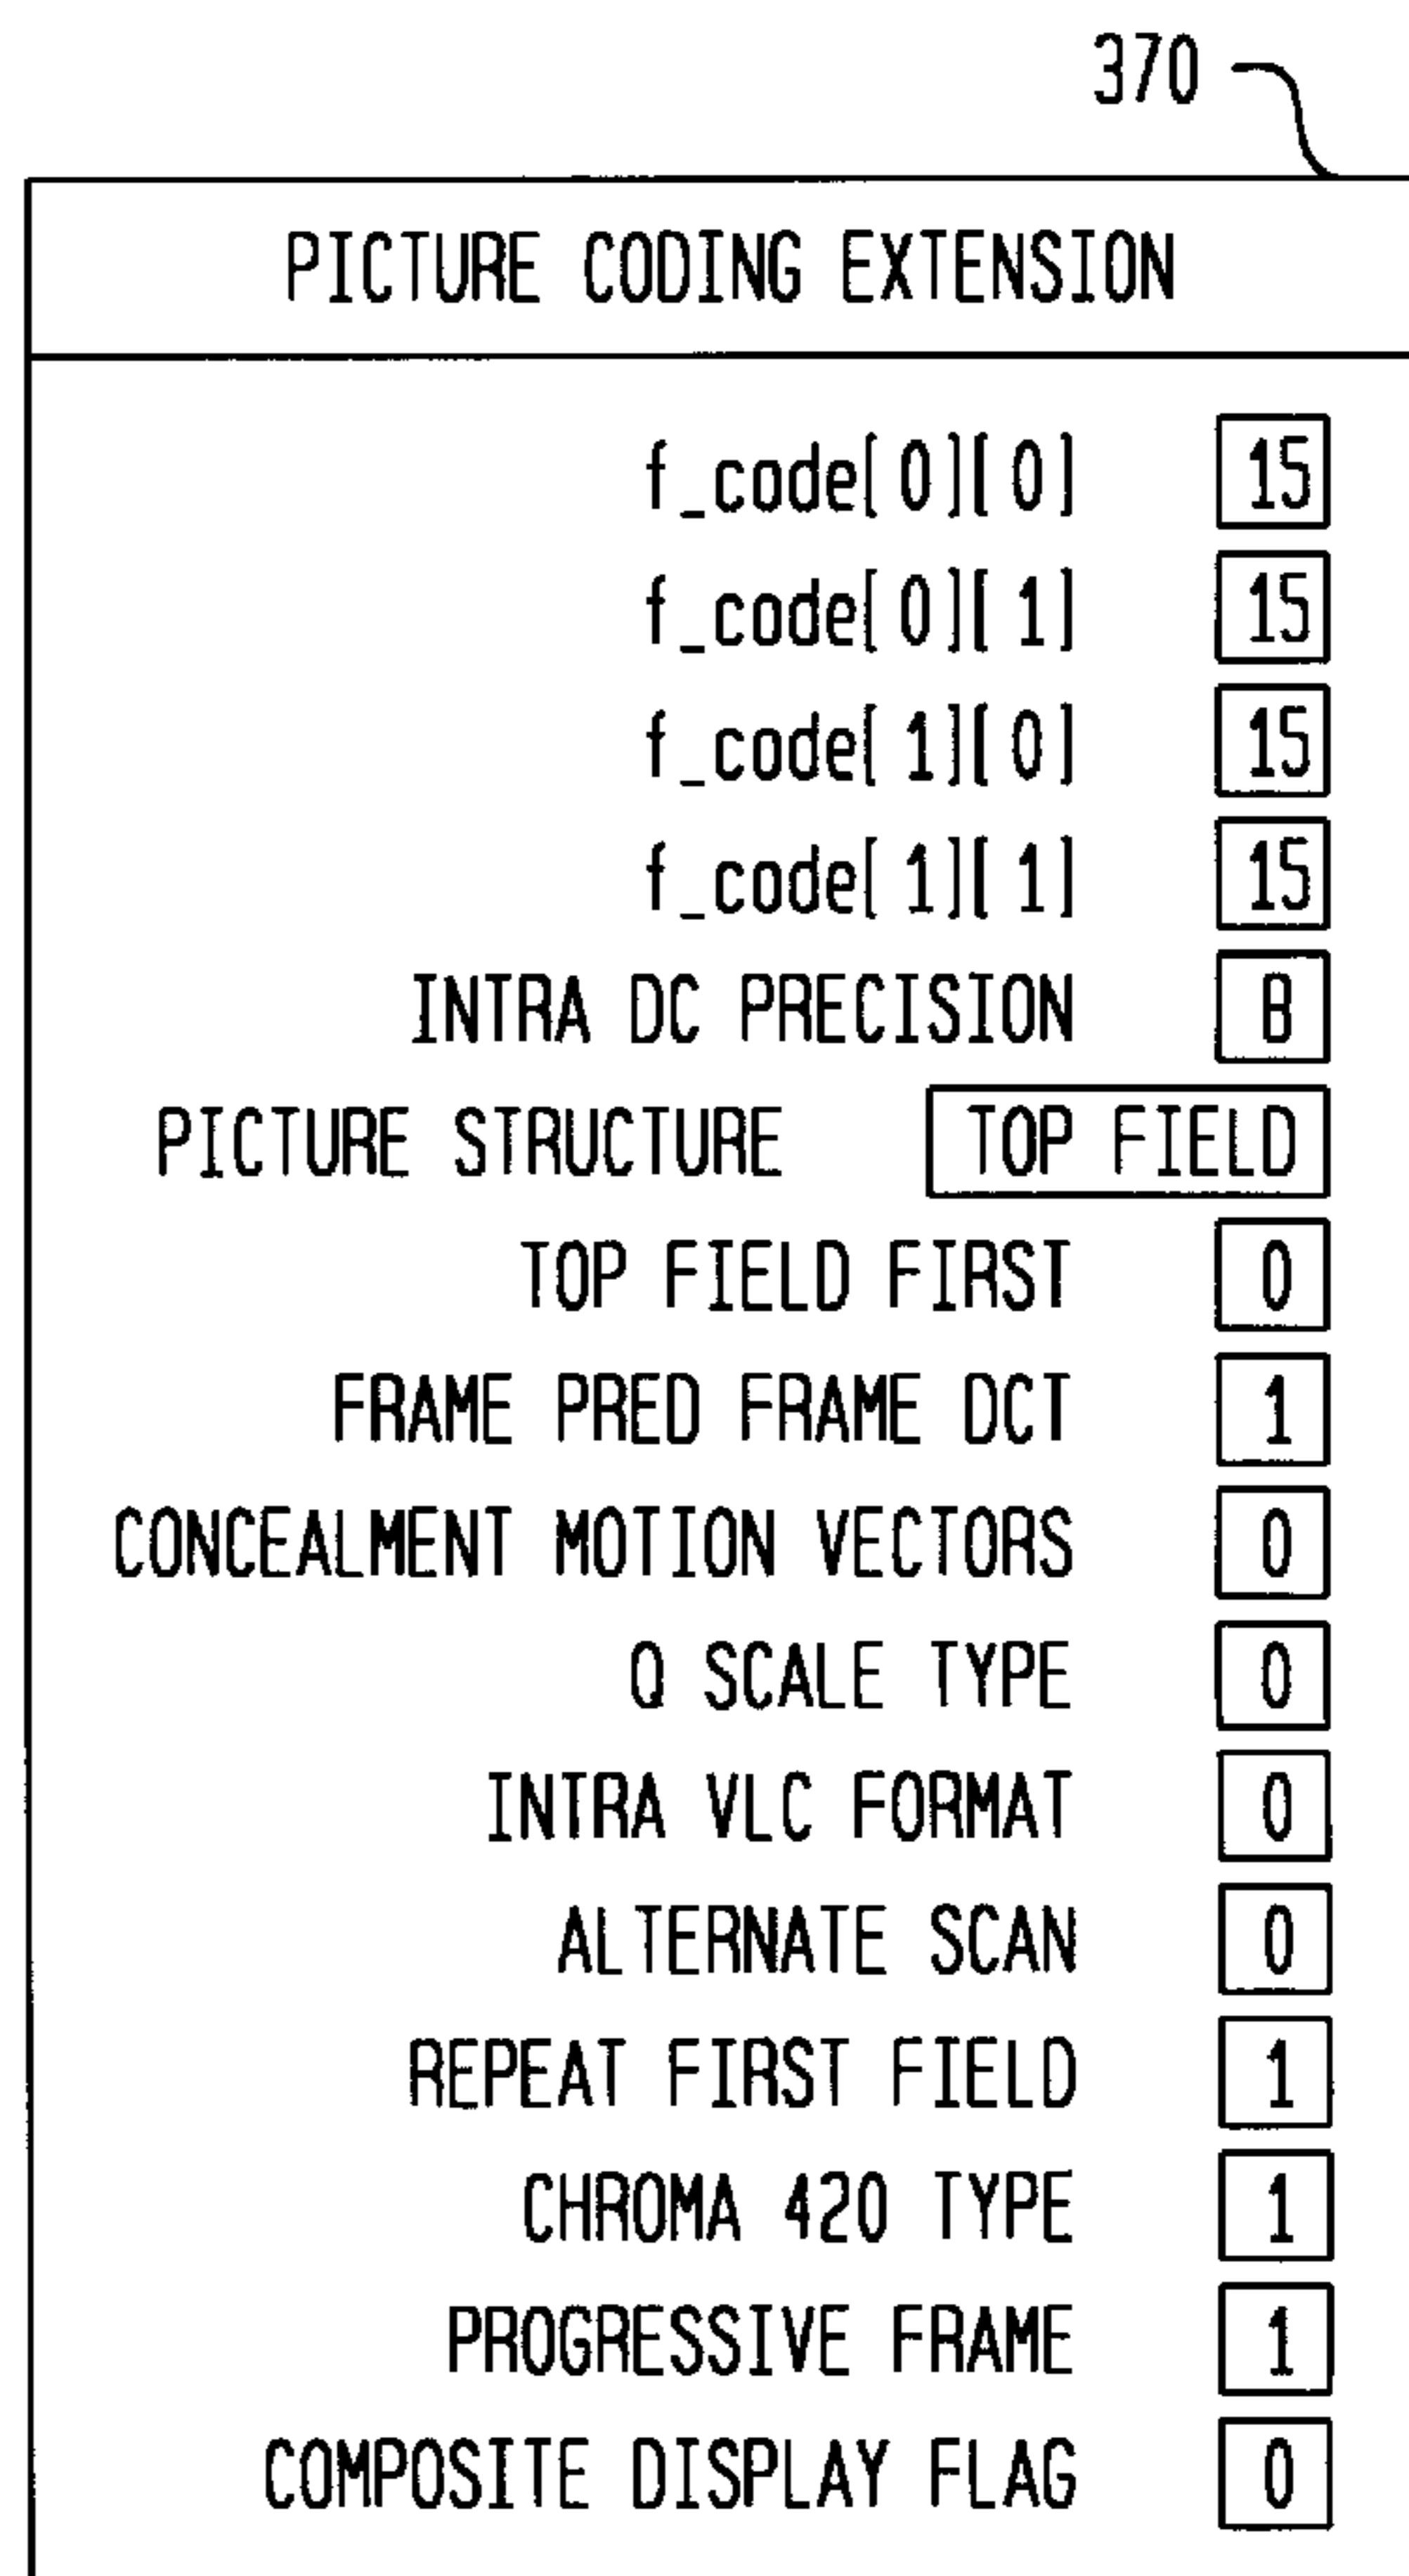 370
PICTURE CODING EXTENSION
f_code[ 0 ][ 0 ] 15
f_code[ 0 ][ 1 ] 15
f_code[ 1 ][ 0 ] 15
f_code[ 1 ][ 1 ] 15
INTRA DC PRECISION 8
PICTURE STRUCTURE TOP FIELD
TOP FIELD FIRST 0
FRAME PRED FRAME DCT 1
CONCEALMENT MOTION VECTORS 0
Q SCALE TYPE 0
INTRA VLC FORMAT 0
ALTERNATE SCAN 0
REPEAT FIRST FIELD 1
CHROMA 420 TYPE 1
PROGRESSIVE FRAME 1
COMPOSITE DISPLAY FLAG 0